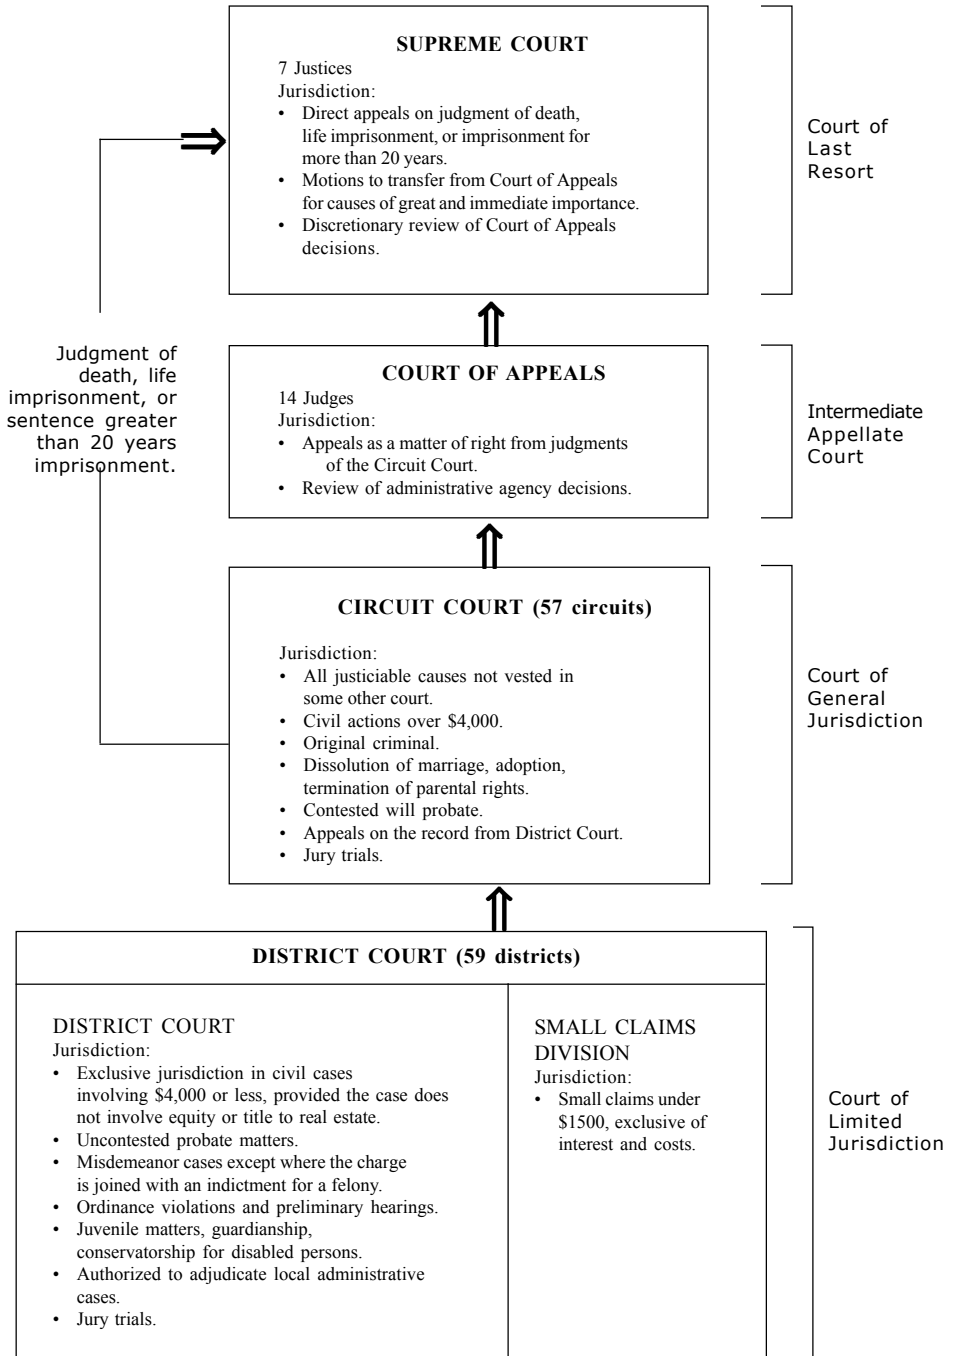 SUPREME COURT
7 Justices
Jurisdiction:
• Direct appeals on judgment of death,
life imprisonment, or imprisonment for
more than 20 years.
• Motions to transfer from Court of Appeals
for causes of great and immediate importance.
• Discretionary review of Court of Appeals
decisions.
Court of
Last
Resort
Judgment of
death, life
imprisonment, or
sentence greater
than 20 years
imprisonment.
COURT OF APPEALS
14 Judges
Jurisdiction:
• Appeals as a matter of right from judgments
of the Circuit Court.
• Review of administrative agency decisions.
Intermediate
Appellate
Court
CIRCUIT COURT (57 circuits)
Jurisdiction:
• All justiciable causes not vested in
some other court.
• Civil actions over $4,000.
• Original criminal.
• Dissolution of marriage, adoption,
termination of parental rights.
• Contested will probate.
• Appeals on the record from District Court.
• Jury trials.
Court of
General
Jurisdiction
DISTRICT COURT (59 districts)
DISTRICT COURT
Jurisdiction:
• Exclusive jurisdiction in civil cases
involving $4,000 or less, provided the case does
not involve equity or title to real estate.
• Uncontested probate matters.
• Misdemeanor cases except where the charge
is joined with an indictment for a felony.
• Ordinance violations and preliminary hearings.
• Juvenile matters, guardianship,
conservatorship for disabled persons.
• Authorized to adjudicate local administrative
cases.
• Jury trials.
SMALL CLAIMS
DIVISION
Jurisdiction:
• Small claims under
$1500, exclusive of
interest and costs.
Court of
Limited
Jurisdiction